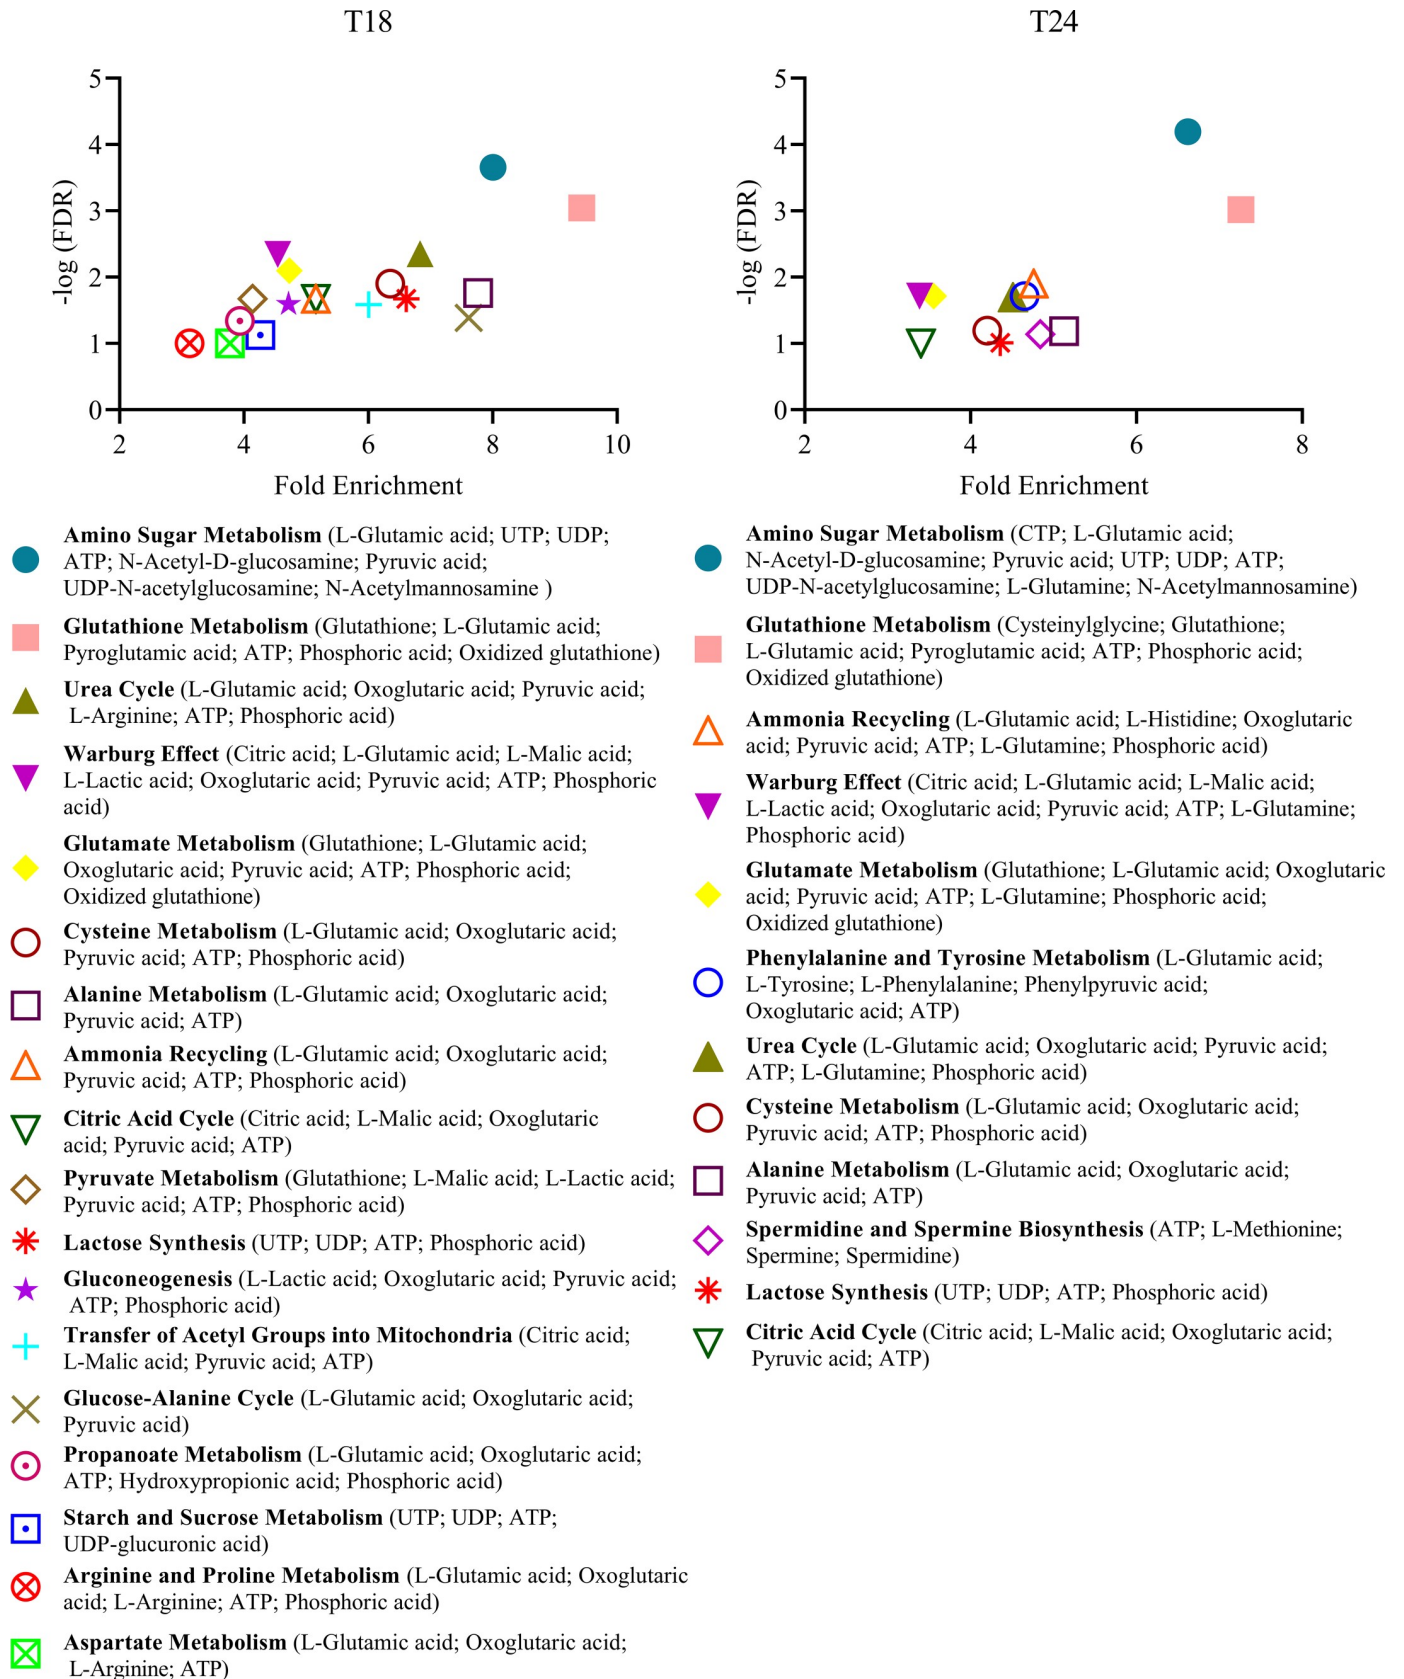 T18
5
4
3
2
1
0
-log (FDR)
2 4 6 8 10
Fold Enrichment
Amino Sugar Metabolism (L-Glutamic acid; UTP; UDP;
ATP; N-Acetyl-D-glucosamine; Pyruvic acid;
UDP-N-acetylglucosamine; N-Acetylmannosamine )
Glutathione Metabolism (Glutathione; L-Glutamic acid;
Pyroglutamic acid; ATP; Phosphoric acid; Oxidized glutathione)
Urea Cycle (L-Glutamic acid; Oxoglutaric acid; Pyruvic acid;
L-Arginine; ATP; Phosphoric acid)
Warburg Effect (Citric acid; L-Glutamic acid; L-Malic acid;
L-Lactic acid; Oxoglutaric acid; Pyruvic acid; ATP; Phosphoric
acid)
Glutamate Metabolism (Glutathione; L-Glutamic acid;
Oxoglutaric acid; Pyruvic acid; ATP; Phosphoric acid;
Oxidized glutathione)
Cysteine Metabolism (L-Glutamic acid; Oxoglutaric acid;
Pyruvic acid; ATP; Phosphoric acid)
Alanine Metabolism (L-Glutamic acid; Oxoglutaric acid;
Pyruvic acid; ATP)
Ammonia Recycling (L-Glutamic acid; Oxoglutaric acid;
Pyruvic acid; ATP; Phosphoric acid)
Citric Acid Cycle (Citric acid; L-Malic acid; Oxoglutaric
acid; Pyruvic acid; ATP)
Pyruvate Metabolism (Glutathione; L-Malic acid; L-Lactic acid;
Pyruvic acid; ATP; Phosphoric acid)
Lactose Synthesis (UTP; UDP; ATP; Phosphoric acid)
Gluconeogenesis (L-Lactic acid; Oxoglutaric acid; Pyruvic acid;
ATP; Phosphoric acid)
Transfer of Acetyl Groups into Mitochondria (Citric acid;
L-Malic acid; Pyruvic acid; ATP)
Glucose-Alanine Cycle (L-Glutamic acid; Oxoglutaric acid;
Pyruvic acid)
Propanoate Metabolism (L-Glutamic acid; Oxoglutaric acid;
ATP; Hydroxypropionic acid; Phosphoric acid)
Starch and Sucrose Metabolism (UTP; UDP; ATP;
UDP-glucuronic acid)
Arginine and Proline Metabolism (L-Glutamic acid; Oxoglutaric
acid; L-Arginine; ATP; Phosphoric acid)
Aspartate Metabolism (L-Glutamic acid; Oxoglutaric acid;
L-Arginine; ATP)
T24
5
4
3
2
1
0
-log (FDR)
2 4 6 8
Fold Enrichment
Amino Sugar Metabolism (CTP; L-Glutamic acid;
N-Acetyl-D-glucosamine; Pyruvic acid; UTP; UDP; ATP;
UDP-N-acetylglucosamine; L-Glutamine; N-Acetylmannosamine)
Glutathione Metabolism (Cysteinylglycine; Glutathione;
L-Glutamic acid; Pyroglutamic acid; ATP; Phosphoric acid;
Oxidized glutathione)
Ammonia Recycling (L-Glutamic acid; L-Histidine; Oxoglutaric
acid; Pyruvic acid; ATP; L-Glutamine; Phosphoric acid)
Warburg Effect (Citric acid; L-Glutamic acid; L-Malic acid;
L-Lactic acid; Oxoglutaric acid; Pyruvic acid; ATP; L-Glutamine;
Phosphoric acid)
Glutamate Metabolism (Glutathione; L-Glutamic acid; Oxoglutaric
acid; Pyruvic acid; ATP; L-Glutamine; Phosphoric acid;
Oxidized glutathione)
Phenylalanine and Tyrosine Metabolism (L-Glutamic acid;
L-Tyrosine; L-Phenylalanine; Phenylpyruvic acid;
Oxoglutaric acid; ATP)
Urea Cycle (L-Glutamic acid; Oxoglutaric acid; Pyruvic acid;
ATP; L-Glutamine; Phosphoric acid)
Cysteine Metabolism (L-Glutamic acid; Oxoglutaric acid;
Pyruvic acid; ATP; Phosphoric acid)
Alanine Metabolism (L-Glutamic acid; Oxoglutaric acid;
Pyruvic acid; ATP)
Spermidine and Spermine Biosynthesis (ATP; L-Methionine;
Spermine; Spermidine)
Lactose Synthesis (UTP; UDP; ATP; Phosphoric acid)
Citric Acid Cycle (Citric acid; L-Malic acid; Oxoglutaric acid;
Pyruvic acid; ATP)